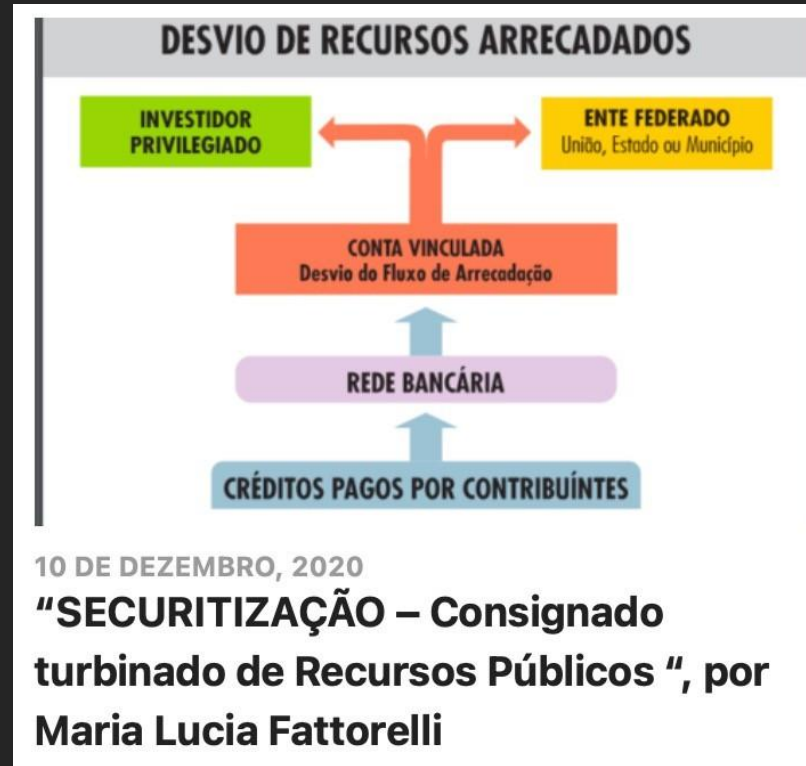 DESVIO DE RECURSOS ARRECADADOS
INVESTIDOR
PRIVILEGIADO
ENTE FEDERADO
União, Estado ou Município
CONTA VINCULADA
Desvio do Fluxo de Arrecadação
REDE BANCÁRIA
CRÉDITOS PAGOS POR CONTRIBUÍNTES
10 DE DEZEMBRO, 2020
“SECURITIZAÇÃO – Consignado
turbinado de Recursos Públicos “, por
Maria Lucia Fattorelli